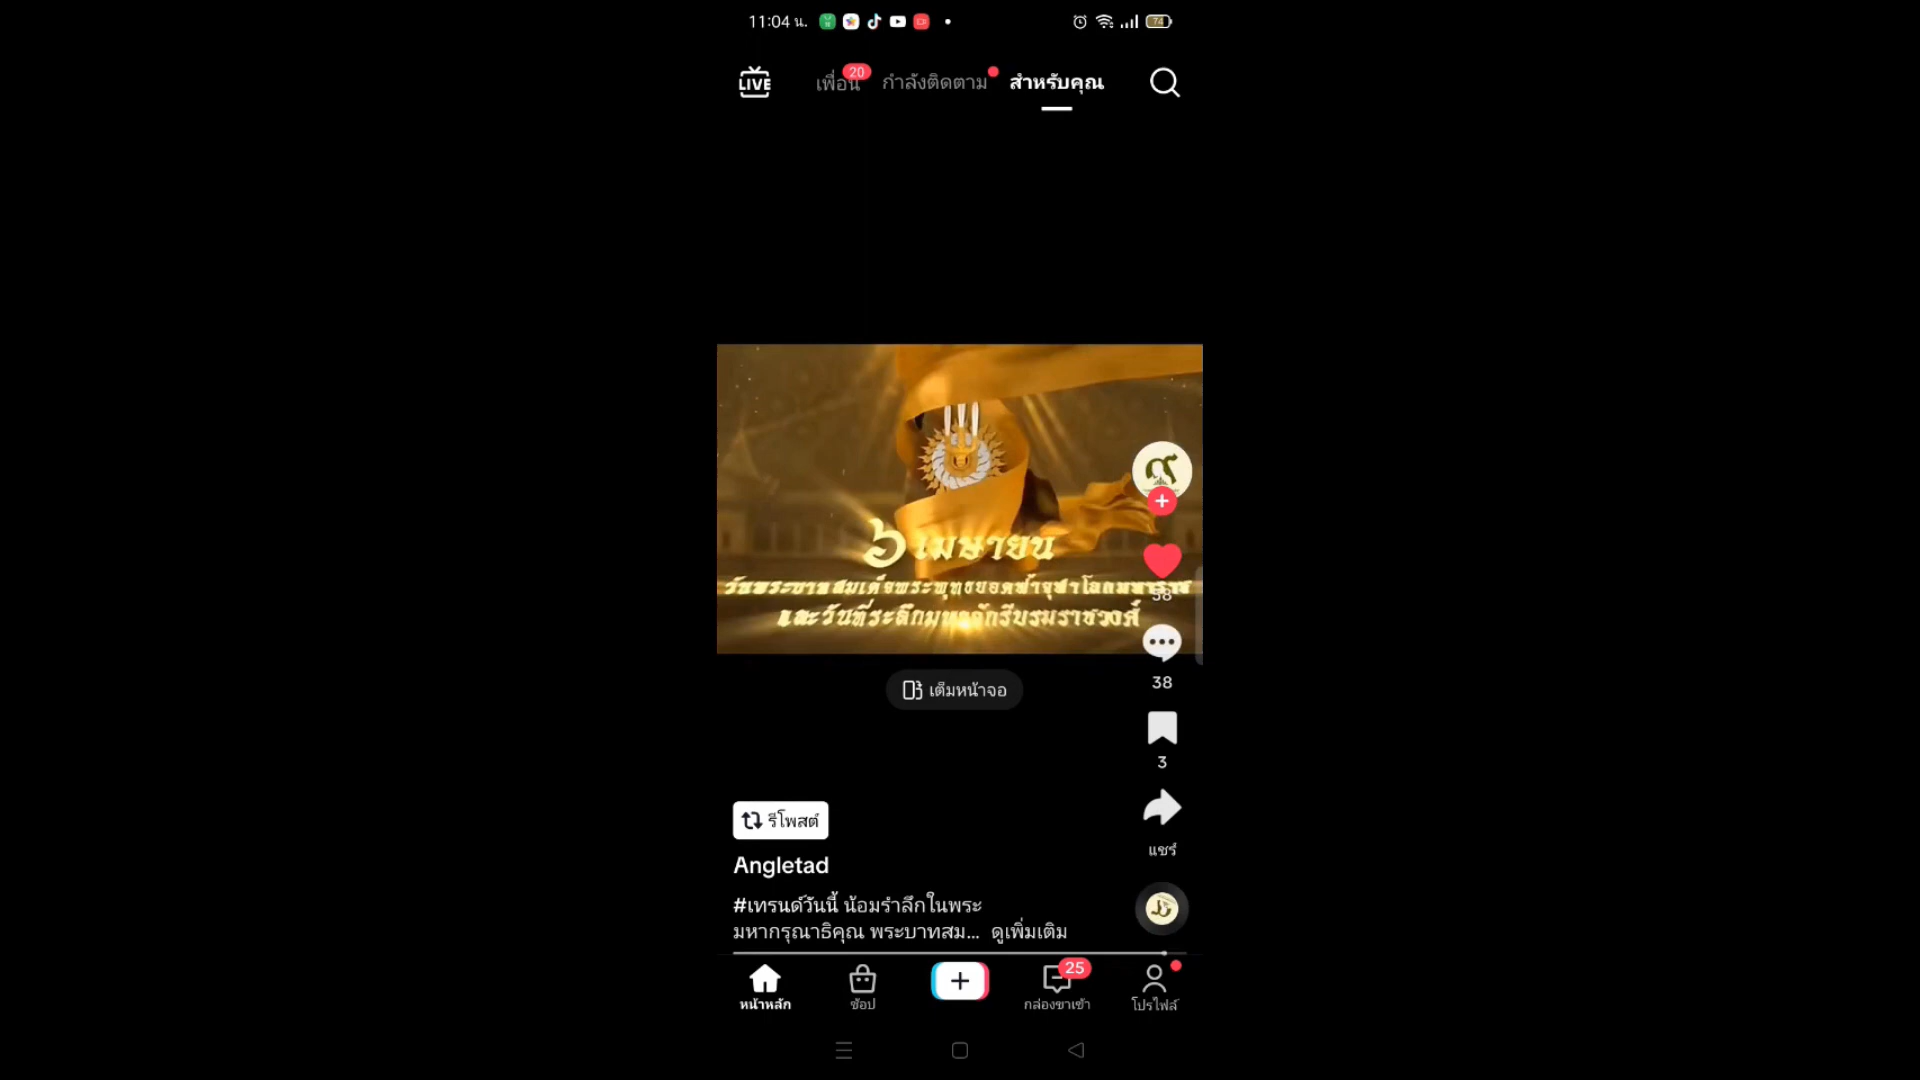 11:04 น.
74
LIVE
เพื่อน
20
กำลังติดตาม
สำหรับคุณ
๖ เมษายน
วันพระบาทสมเด็จพระพุทธยอดฟ้าจุฬาโลกมหาราช
และวันที่ระลึกมหาจักรีบรมราชวงศ์
58
38
เต็มหน้าจอ
3
แชร์
รีโพสต์
Angletad
#เทรนด์วันนี้ น้อมรำลึกในพระ
มหากรุณาธิคุณ พระบาทสม... ดูเพิ่มเติม
25
หน้าหลัก
ช้อป
กล่องขาเข้า
โปรไฟล์